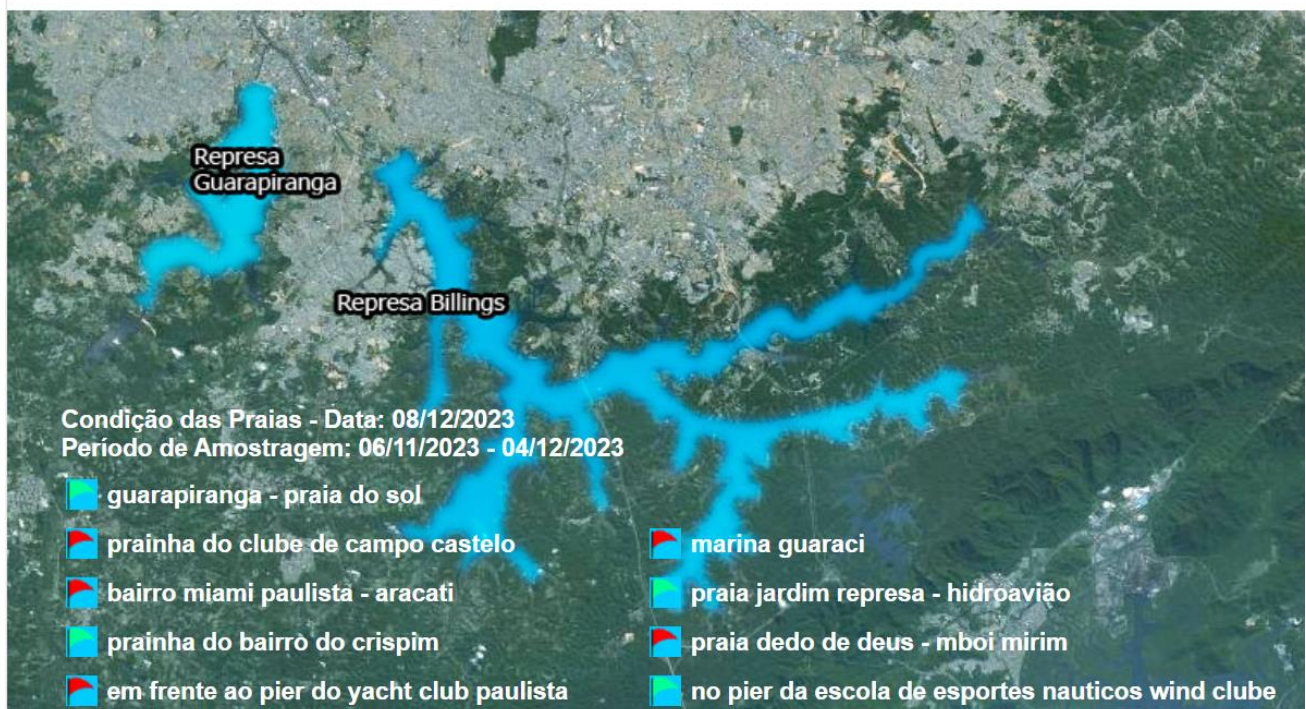 Represa
Guarapiranga
Represa Billings
Condição das Praias - Data: 08/12/2023
Período de Amostragem: 06/11/2023 - 04/12/2023
guarapiranga - praia do sol
prainha do clube de campo castelo
marina guaraci
bairro miami paulista - aracati
praia jardim represa - hidroavião
prainha do bairro do crispim
praia dedo de deus - mboi mirim
em frente ao pier do yacht club paulista
no pier da escola de esportes nauticos wind clube